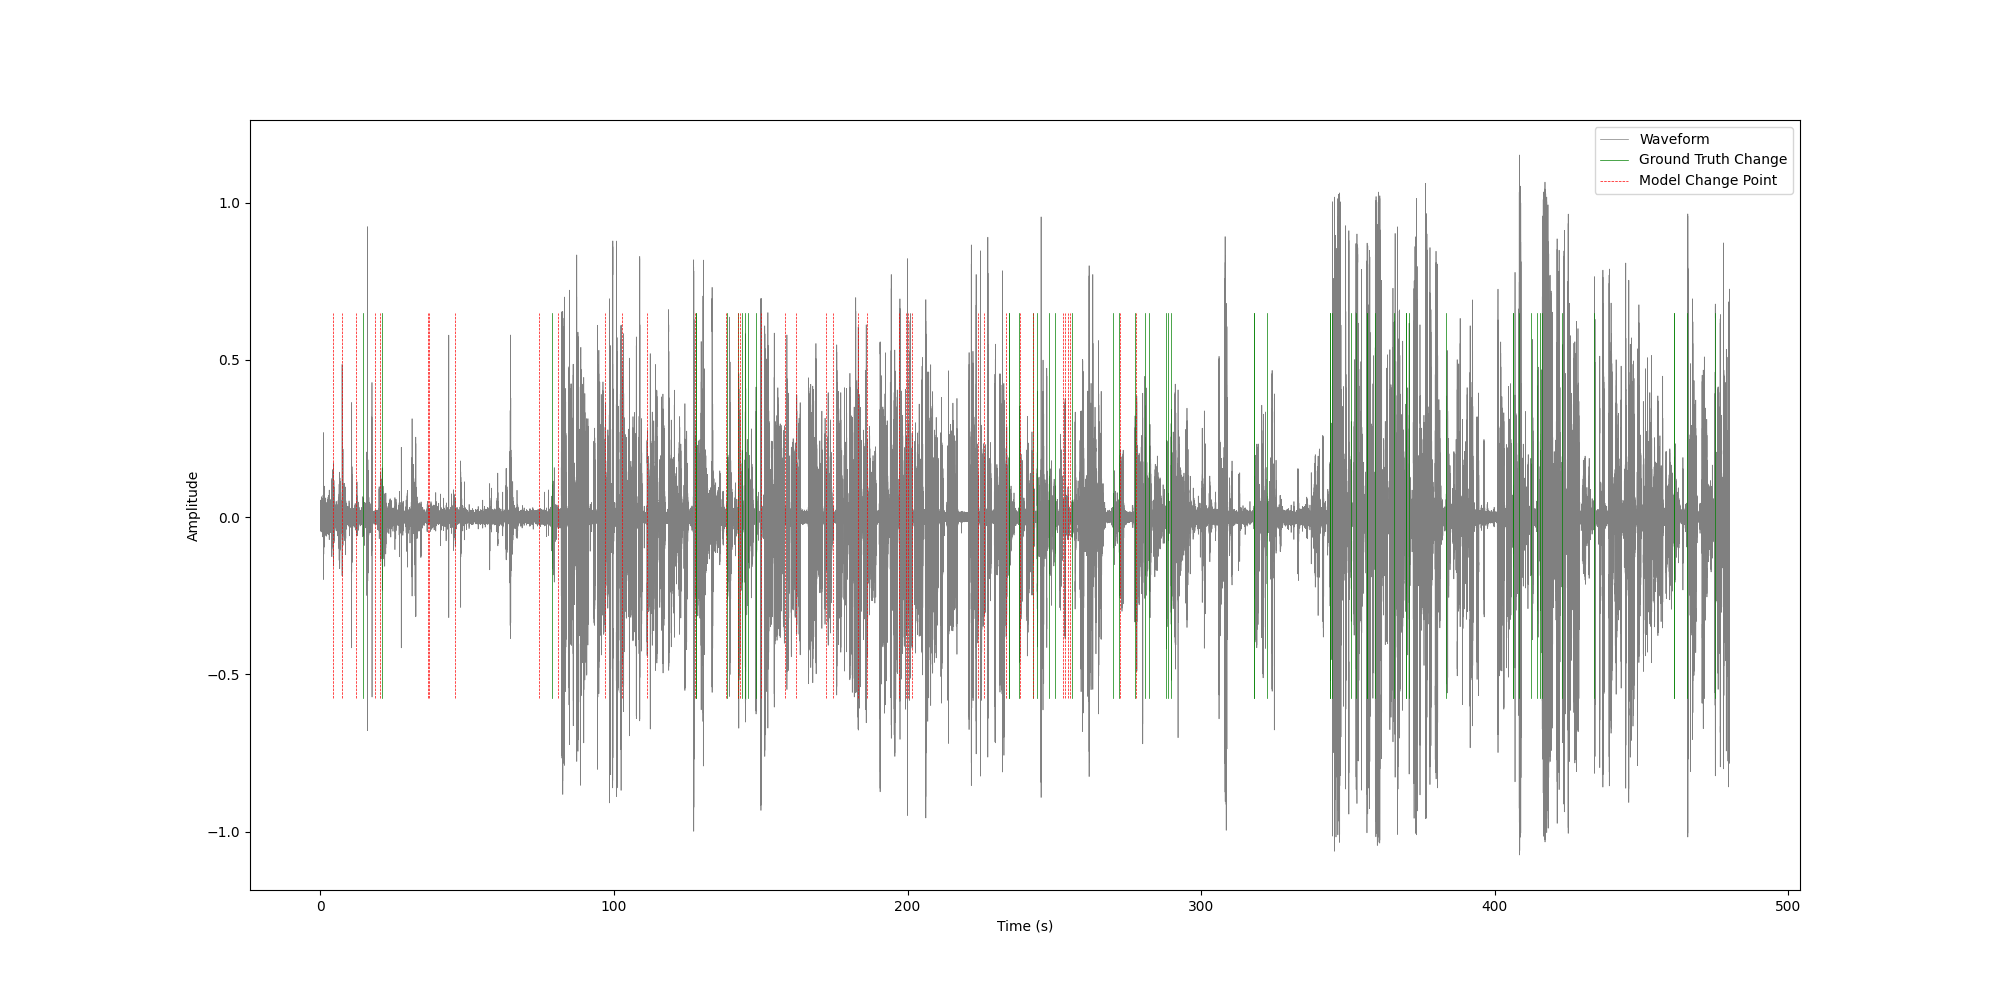 Waveform
Ground Truth Change
Model Change Point
1.0
0.5
0.0
−0.5
−1.0
Amplitude
0 100 200 300 400 500
Time (s)